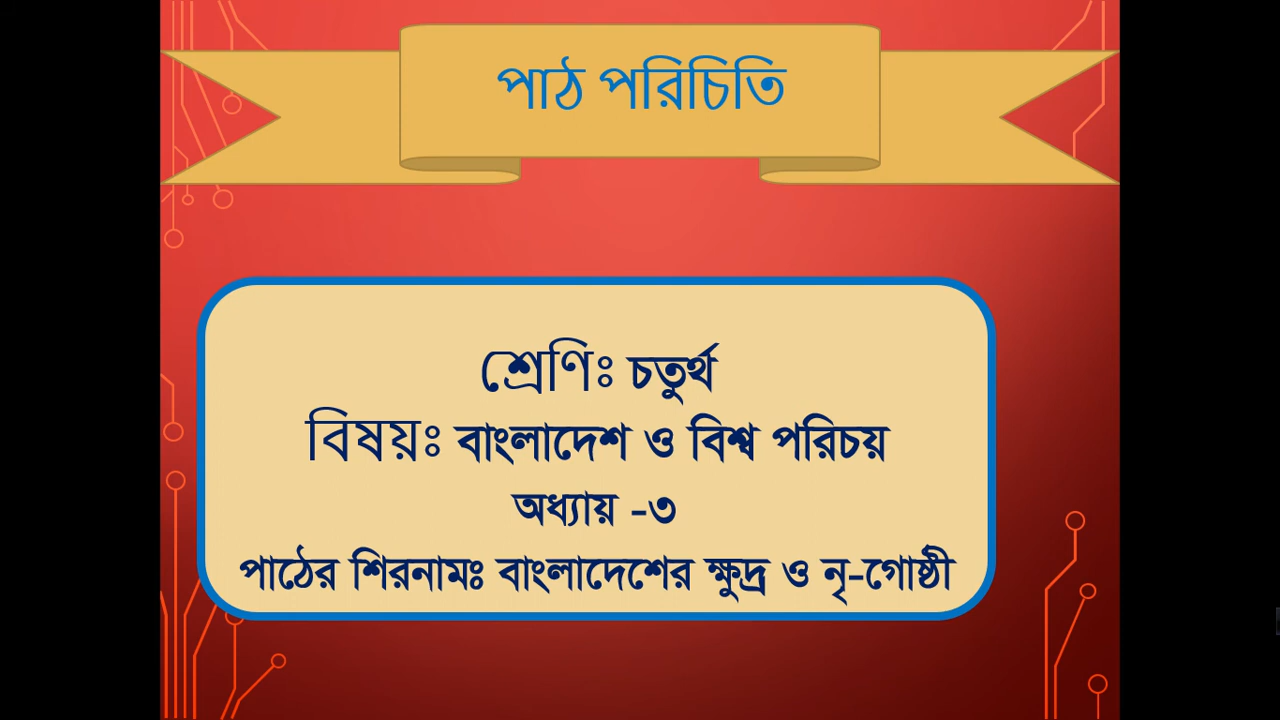 পাঠ পরিচিতি
শ্রেণিঃ চতুর্থ
বিষয়ঃ বাংলাদেশ ও বিশ্ব পরিচয়
অধ্যায় -৩
পাঠের শিরনামঃ বাংলাদেশের ক্ষুদ্র ও নৃ-গোষ্ঠী